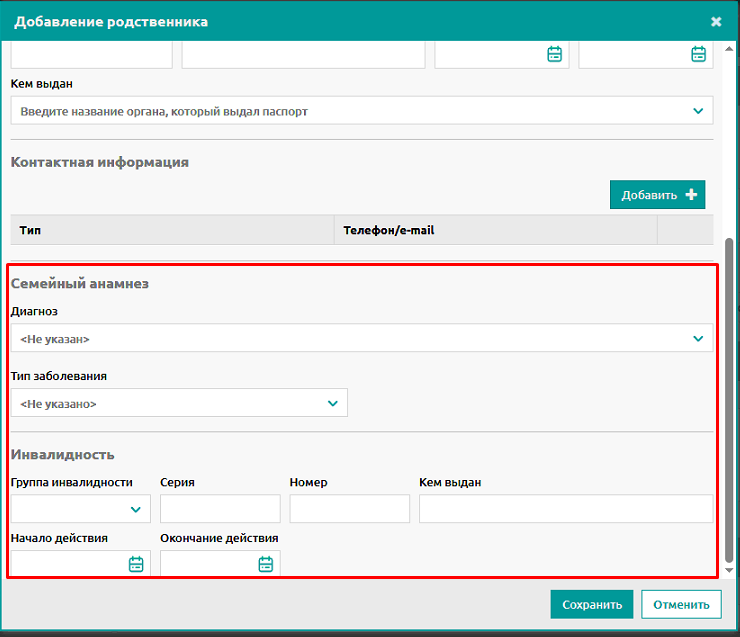 Добавление родственника
Кем выдан
Введите название органа, который выдал паспорт
Контактная информация
Добавить
Тип Телефон/e-mail
Семейный анамнез
Диагноз
<Не указан>
Тип заболевания
<Не указано>
Инвалидность
Группа инвалидности Серия Номер Кем выдан
Начало действия Окончание действия
Сохранить Отменить